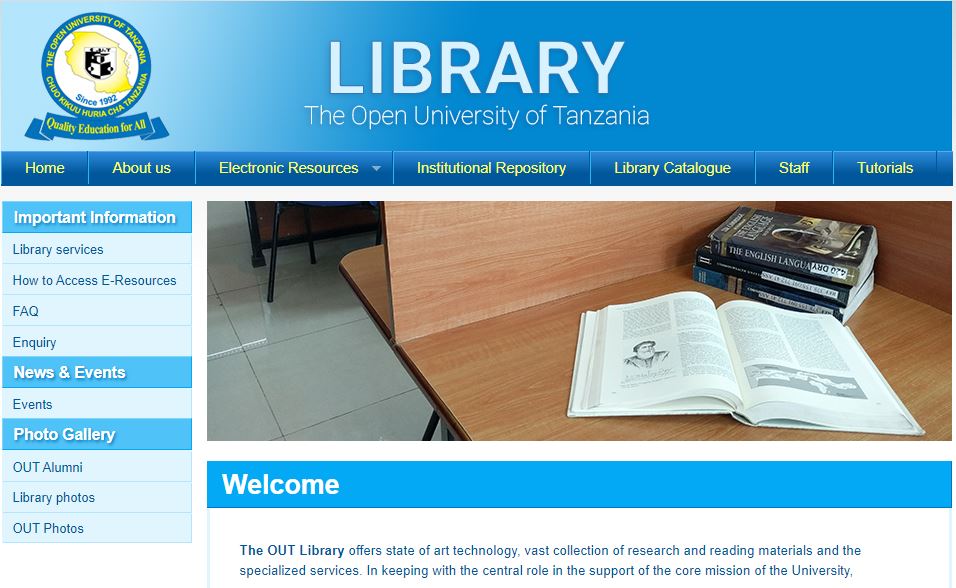 THE OPEN UNIVERSITY OF TANZANIA
CHUO KIKUU HURIA CHA TANZANIA
O.U.T
Since 1992
Quality Education for All
LIBRARY
The Open University of Tanzania
Home
About us
Electronic Resources
Institutional Repository
Library Catalogue
Staff
Tutorials
Important Information
Library services
How to Access E-Resources
FAQ
Enquiry
News & Events
Events
Photo Gallery
OUT Alumni
Library photos
OUT Photos
THE ENGLISH
LANGUAGE
THE ENGLISH LANGUAG
420 DRY
Welcome
The OUT Library offers state of art technology, vast collection of research and reading materials and the
specialized services. In keeping with the central role in the support of the core mission of the University,